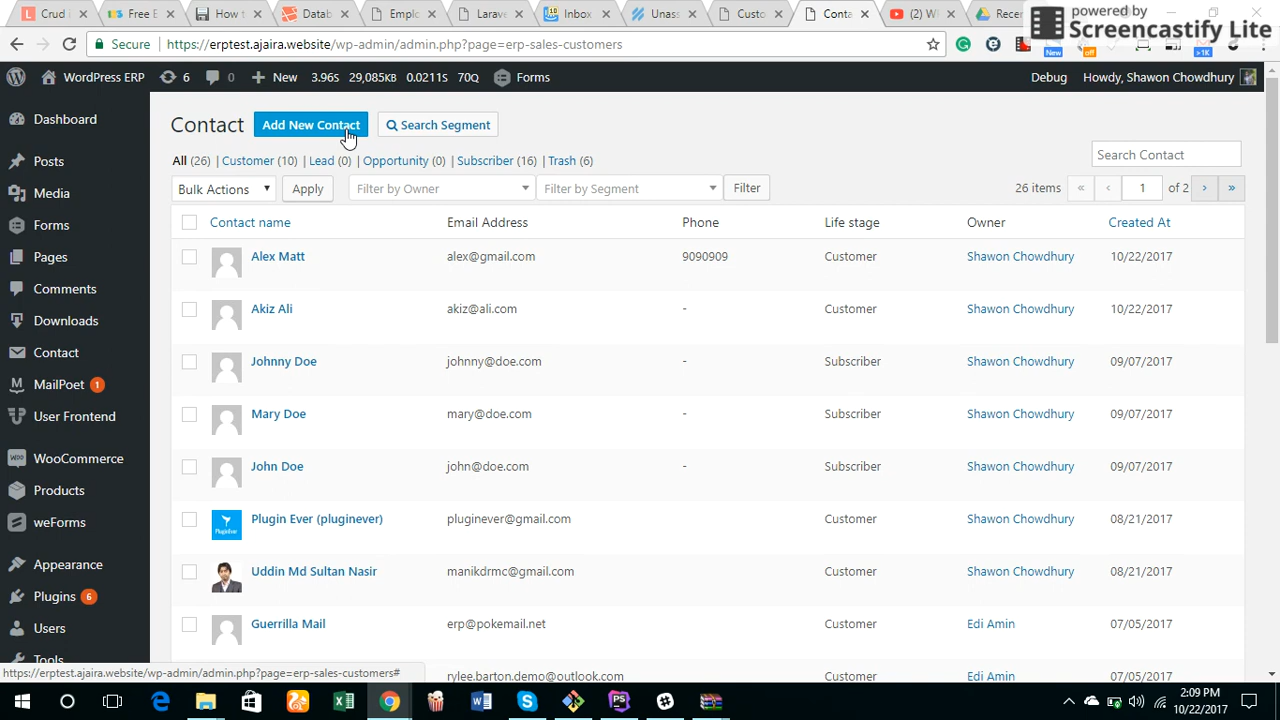 Crud I
Free E
How t
Data
Emplo
Larave
Inbox
Unass
Custo
Conta
(2) W
Recen
powered by
Screencastify Lite
Secure
https://erptest.ajaira.website/wp-admin/admin.php?page=erp-sales-customers
New
off
>1K
WordPress ERP
6
0
New
3.96S 29,085KB 0.0211S 70Q
Forms
Debug
Howdy, Shawon Chowdhury
Dashboard
Posts
Media
Forms
Pages
Comments
Downloads
Contact
MailPoet 1
User Frontend
WooCommerce
Products
weForms
Appearance
Plugins 6
Users
Tools
Contact
Add New Contact
Search Segment
All (26) Customer (10) | Lead (0) | Opportunity (0) | Subscriber (16) | Trash (6)
Search Contact
Bulk Actions
Apply
Filter by Owner
Filter by Segment
Filter
26 items « ‹ 1 of 2 › »
Contact name Email Address Phone Life stage Owner Created At
Alex Matt alex@gmail.com 9090909 Customer Shawon Chowdhury 10/22/2017
Akiz Ali akiz@ali.com - Customer Shawon Chowdhury 10/22/2017
Johnny Doe johnny@doe.com - Subscriber Shawon Chowdhury 09/07/2017
Mary Doe mary@doe.com - Subscriber Shawon Chowdhury 09/07/2017
John Doe john@doe.com - Subscriber Shawon Chowdhury 09/07/2017
Plugin Ever (pluginever) pluginever@gmail.com Customer Shawon Chowdhury 08/21/2017
Uddin Md Sultan Nasir manikdrmc@gmail.com Customer Shawon Chowdhury 08/21/2017
Guerrilla Mail erp@pokemail.net Customer Edi Amin 07/05/2017
rylee.barton.demo@outlook.com Customer Edi Amin 07/05/2017
https://erptest.ajaira.website/wp-admin/admin.php?page=erp-sales-customers#
2:09 PM
10/22/2017